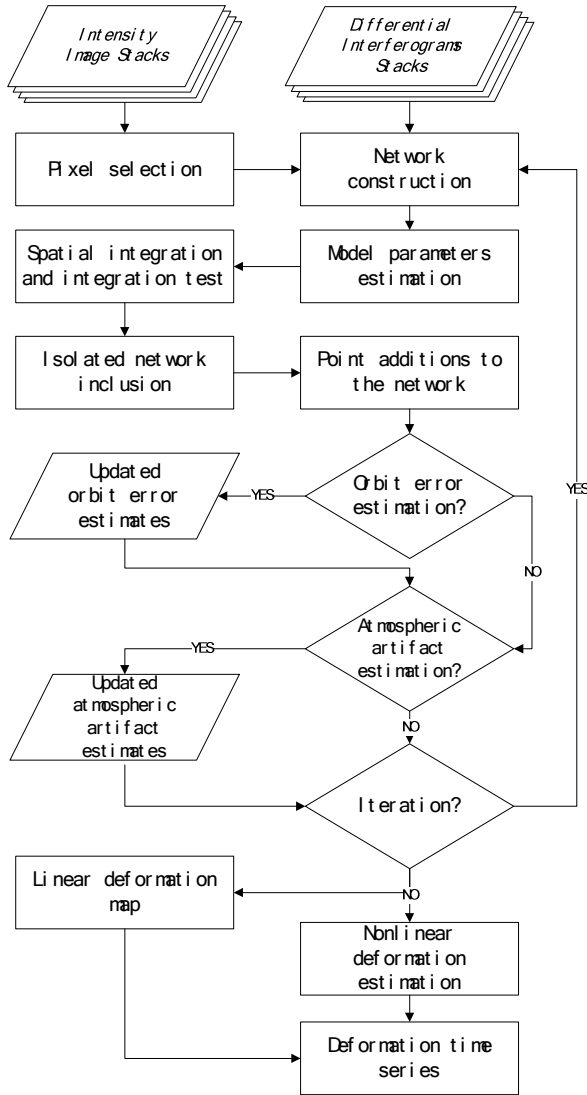 Intensity
Image Stacks
Differential
Interferograms
Stacks
Pixel selection
Network
construction
Spatial integration
and integration test
Model parameters
estimation
Isolated network
inclusion
Point additions to
the network
Updated
orbit error
estimates
YES
Orbit error
estimation?
YES
NO
Atmospheric
artifact
estimation?
YES
Updated
atmospheric
artifact
estimates
NO
Iteration?
Linear deformation
map
NO
Nonlinear
deformation
estimation
Deformation time
series